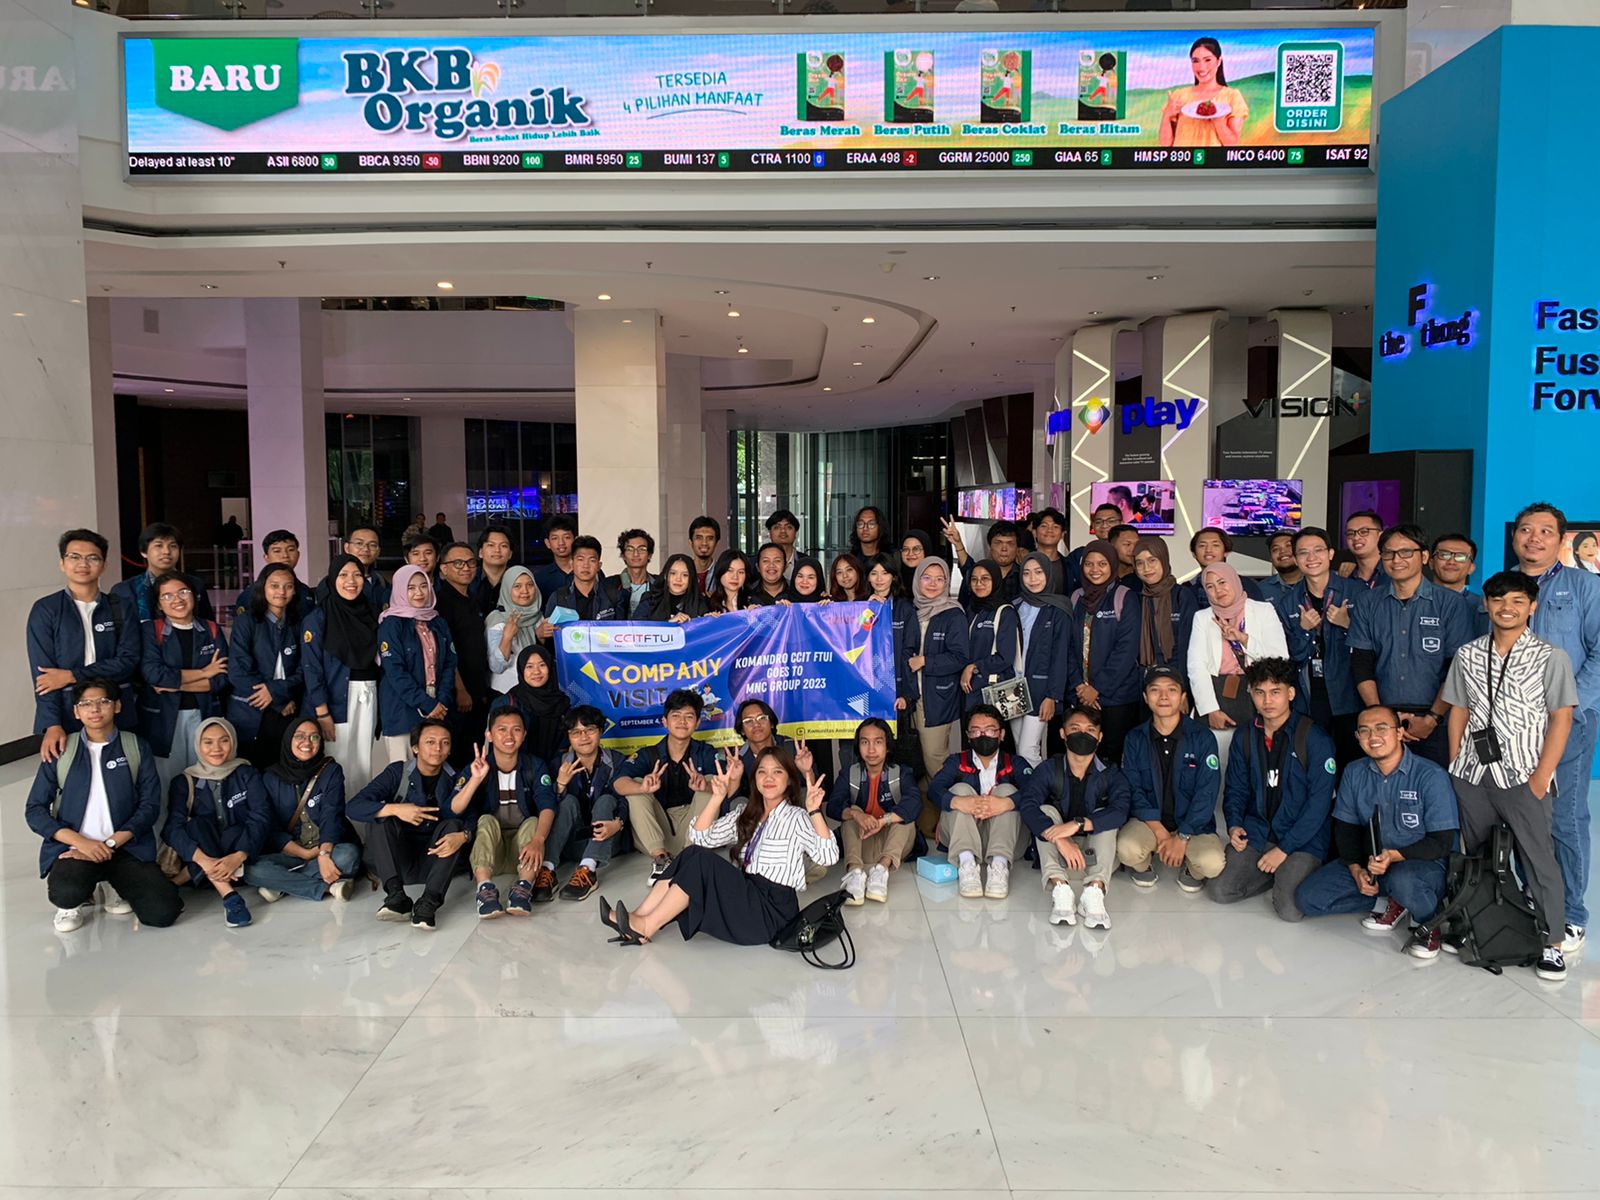 BARU
BKB
Organik
Beras Sehat Hidup Lebih Baik
TERSEDIA
4 PILIHAN MANFAAT
Beras Merah Beras Putih Beras Coklat Beras Hitam
ORDER
DISINI
Delayed at least 10" ASII 6800 50 BBCA 9350 -50 BBNI 9200 100 BMRI 5950 25 BUMI 137 5 CTRA 1100 0 ERAA 498 -2 GGRM 25000 250 GIAA 65 2 HMSP 890 5 INCO 6400 75 ISAT 92
F
the thing
Fas
Fus
Forw
play
VISION
POWER
BREAKFAST
CCITFTUI
COMPANY
VISIT
SEPTEMBER 4,
KOMANDRO CCIT FTUI
GOES TO
MNC GROUP 2023
Komunitas Android